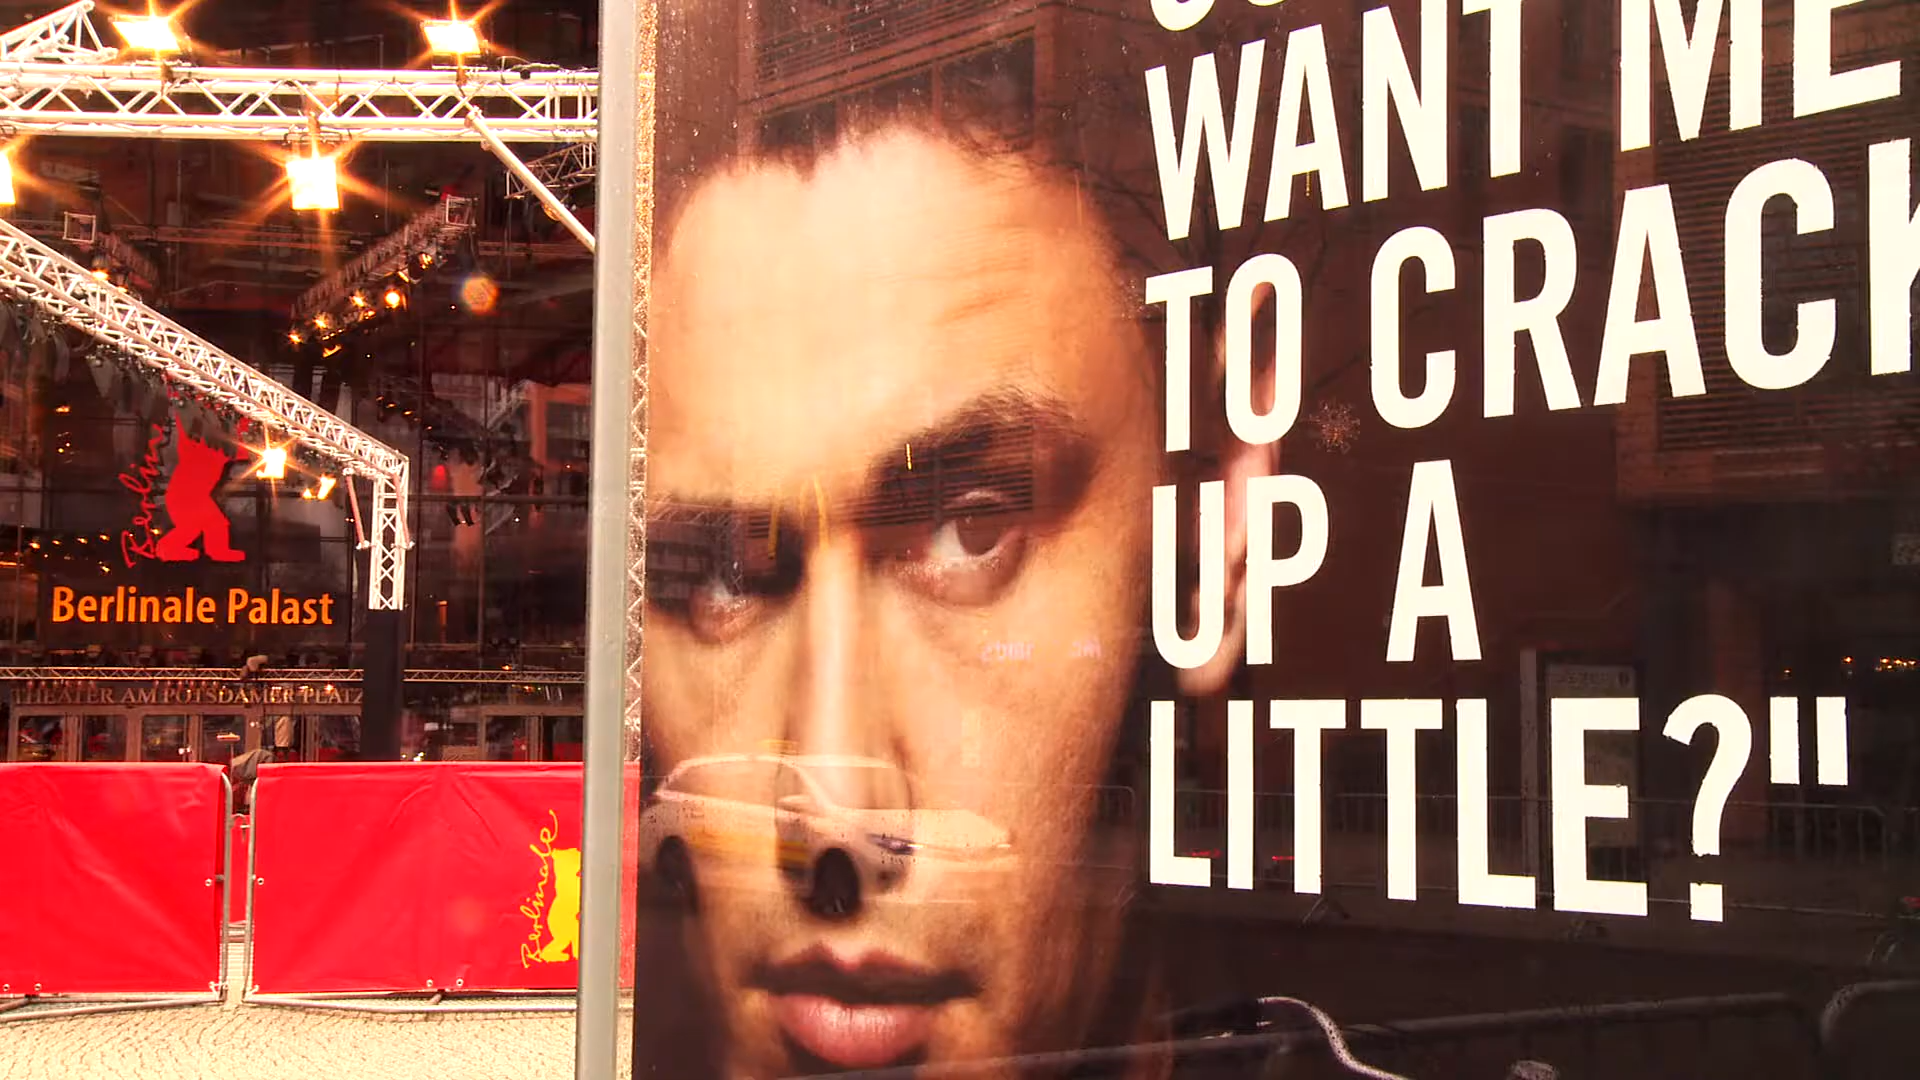 WANT ME
TO CRACK
UP A
LITTLE?"
Berlin
Berlinale Palast
THEATER AM POTSDAMER PLATZ
Berlinale